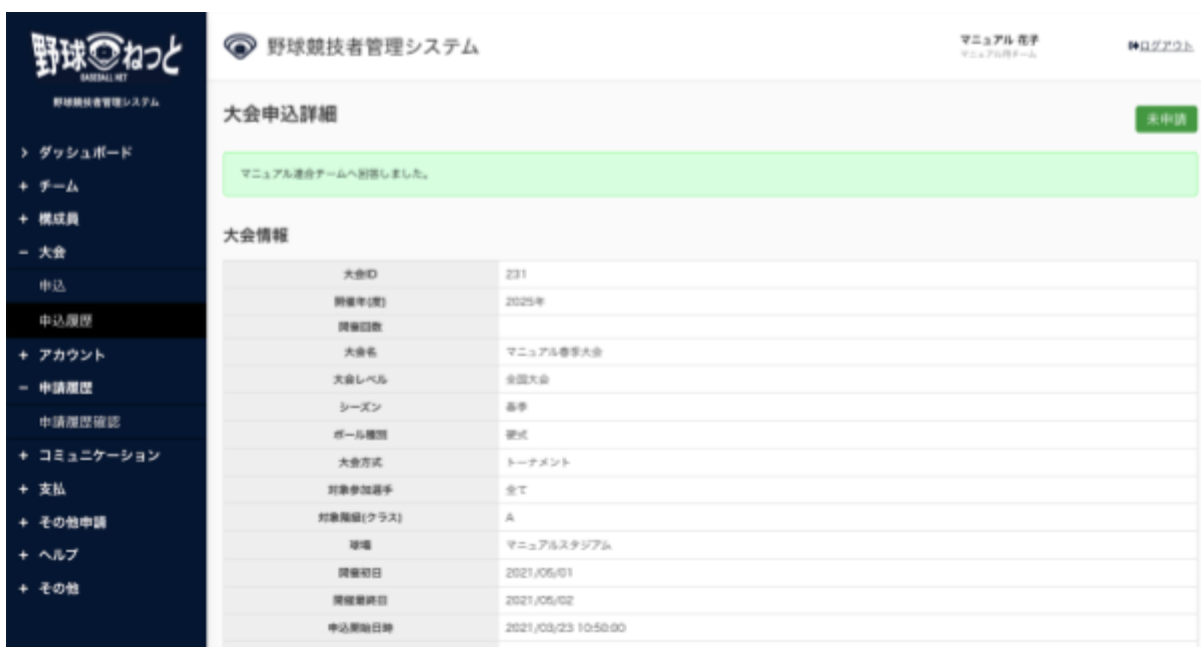 野球ねっと
BASEBALL NET
野球競技者管理システム
野球競技者管理システム
マニュアル 花子
マニュアル用チーム
ログアウト
> ダッシュボード
+ チーム
+ 構成員
− 大会
申込
申込履歴
+ アカウント
− 申請履歴
申請履歴確認
+ コミュニケーション
+ 支払
+ その他申請
+ ヘルプ
+ その他
大会申込詳細
未申請
マニュアル連合チームへ回答しました。
大会情報
大会ID 231
開催年(度) 2025年
開催回数
大会名 マニュアル春季大会
大会レベル 全国大会
シーズン 春季
ボール種別 硬式
大会方式 トーナメント
対象参加選手 全て
対象階級(クラス) A
球場 マニュアルスタジアム
開催初日 2021/05/01
開催最終日 2021/05/02
申込開始日時 2021/03/23 10:50:00